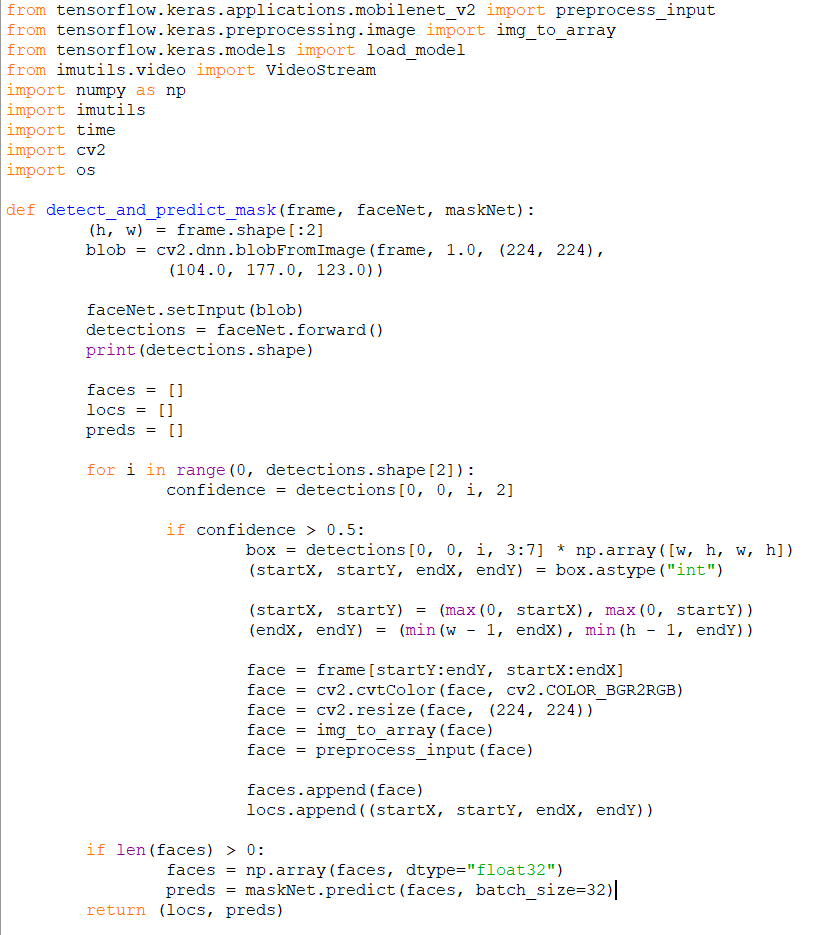 from tensorflow.keras.applications.mobilenet_v2 import preprocess_input
from tensorflow.keras.preprocessing.image import img_to_array
from tensorflow.keras.models import load_model
from imutils.video import VideoStream
import numpy as np
import imutils
import time
import cv2
import os

def detect_and_predict_mask(frame, faceNet, maskNet):
        (h, w) = frame.shape[:2]
        blob = cv2.dnn.blobFromImage(frame, 1.0, (224, 224),
                (104.0, 177.0, 123.0))

        faceNet.setInput(blob)
        detections = faceNet.forward()
        print(detections.shape)

        faces = []
        locs = []
        preds = []

        for i in range(0, detections.shape[2]):
                confidence = detections[0, 0, i, 2]

                if confidence > 0.5:
                        box = detections[0, 0, i, 3:7] * np.array([w, h, w, h])
                        (startX, startY, endX, endY) = box.astype("int")

                        (startX, startY) = (max(0, startX), max(0, startY))
                        (endX, endY) = (min(w - 1, endX), min(h - 1, endY))

                        face = frame[startY:endY, startX:endX]
                        face = cv2.cvtColor(face, cv2.COLOR_BGR2RGB)
                        face = cv2.resize(face, (224, 224))
                        face = img_to_array(face)
                        face = preprocess_input(face)

                        faces.append(face)
                        locs.append((startX, startY, endX, endY))

        if len(faces) > 0:
                faces = np.array(faces, dtype="float32")
                preds = maskNet.predict(faces, batch_size=32)
        return (locs, preds)